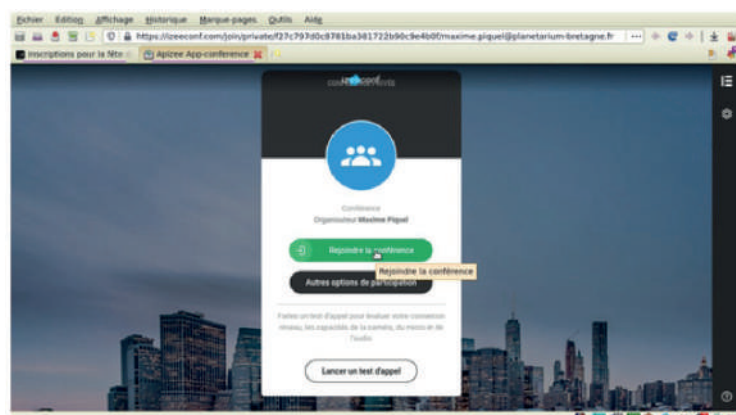 Fichier Édition Affichage Historique Marque-pages Outils Aide
https://izeeconf.com/join/private/f27c797d0c8781ba381722b90c9e4b0f/maxime.piquel@planetarium-bretagne.fr
Inscriptions pour la fête
Apizee App-conference
izeeconf
Conférence
Organisateur Maxime Piquel
Rejoindre la conférence
Rejoindre la conférence
Autres options de participation
Faites un test d'appel pour évaluer votre connexion
réseau, les capacités de la caméra, du micro et de
l'audio
Lancer un test d'appel